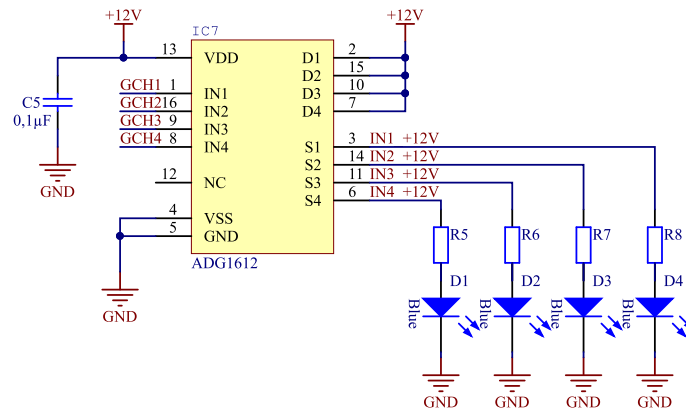 +12V +12V
IC7
13 VDD D1 2
D2 15
GCH1 1 IN1 D3 10
GCH2 16 IN2 D4 7
C5
0,1µF
GCH3 9 IN3
GCH4 8 IN4 S1 3 IN1 +12V
S2 14 IN2 +12V
12 NC S3 11 IN3 +12V
S4 6 IN4 +12V
GND
4 VSS
5 GND
ADG1612
R5 R6 R7 R8
D1 D2 D3 D4
Blue Blue Blue Blue
GND
GND GND GND GND